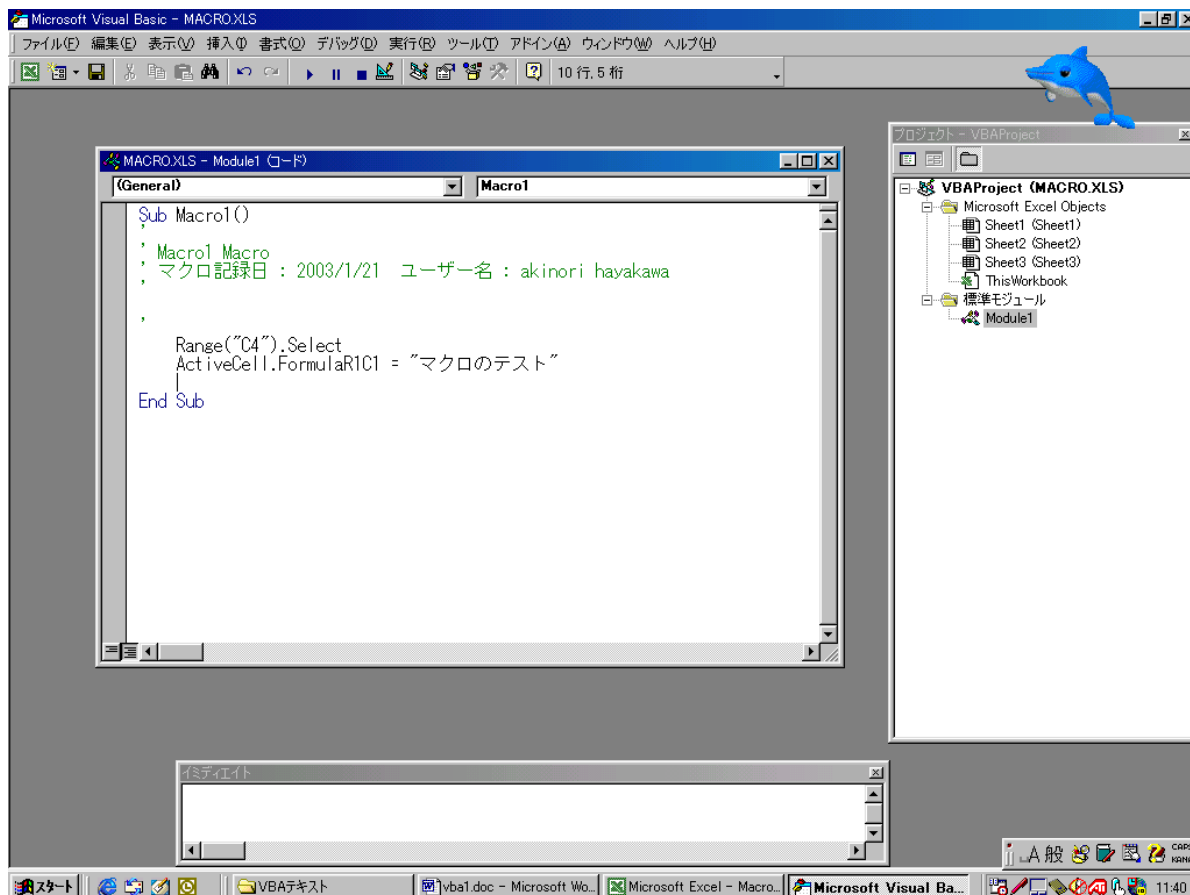 Microsoft Visual Basic - MACRO.XLS
ファイル(F) 編集(E) 表示(V) 挿入(I) 書式(O) デバッグ(D) 実行(R) ツール(T) アドイン(A) ウィンドウ(W) ヘルプ(H)
10 行, 5 桁
MACRO.XLS - Module1 (コード)
(General) Macro1
Sub Macro1()
'
' Macro1 Macro
' マクロ記録日 : 2003/1/21 ユーザー名 : akinori hayakawa
'
'
Range("C4").Select
ActiveCell.FormulaR1C1 = "マクロのテスト"
End Sub
プロジェクト - VBAProject
VBAProject (MACRO.XLS)
Microsoft Excel Objects
Sheet1 (Sheet1)
Sheet2 (Sheet2)
Sheet3 (Sheet3)
ThisWorkbook
標準モジュール
Module1
イミディエイト
A 般 CAPS
KANA
スタート VBAテキスト vba1.doc - Microsoft Wo... Microsoft Excel - Macro... Microsoft Visual Ba... 11:40